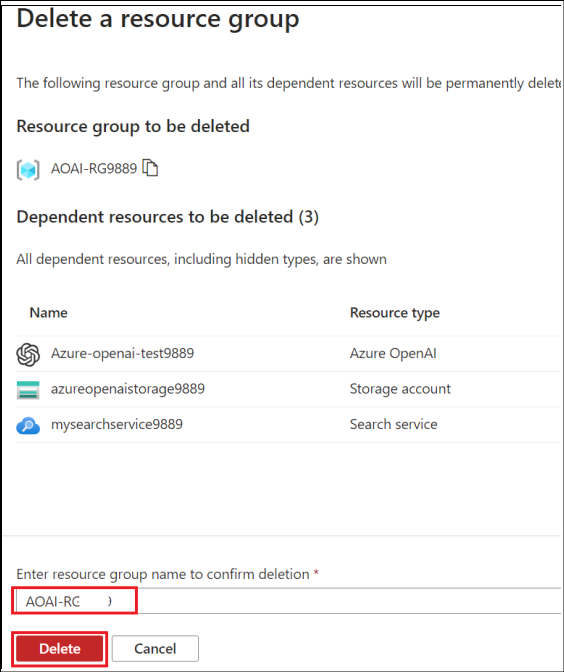 Delete a resource group
The following resource group and all its dependent resources will be permanently delete
Resource group to be deleted
AOAI-RG9889
Dependent resources to be deleted (3)
All dependent resources, including hidden types, are shown
Name Resource type
Azure-openai-test9889 Azure OpenAI
azureopenaistorage9889 Storage account
mysearchservice9889 Search service
Enter resource group name to confirm deletion *
AOAI-RG
Delete Cancel